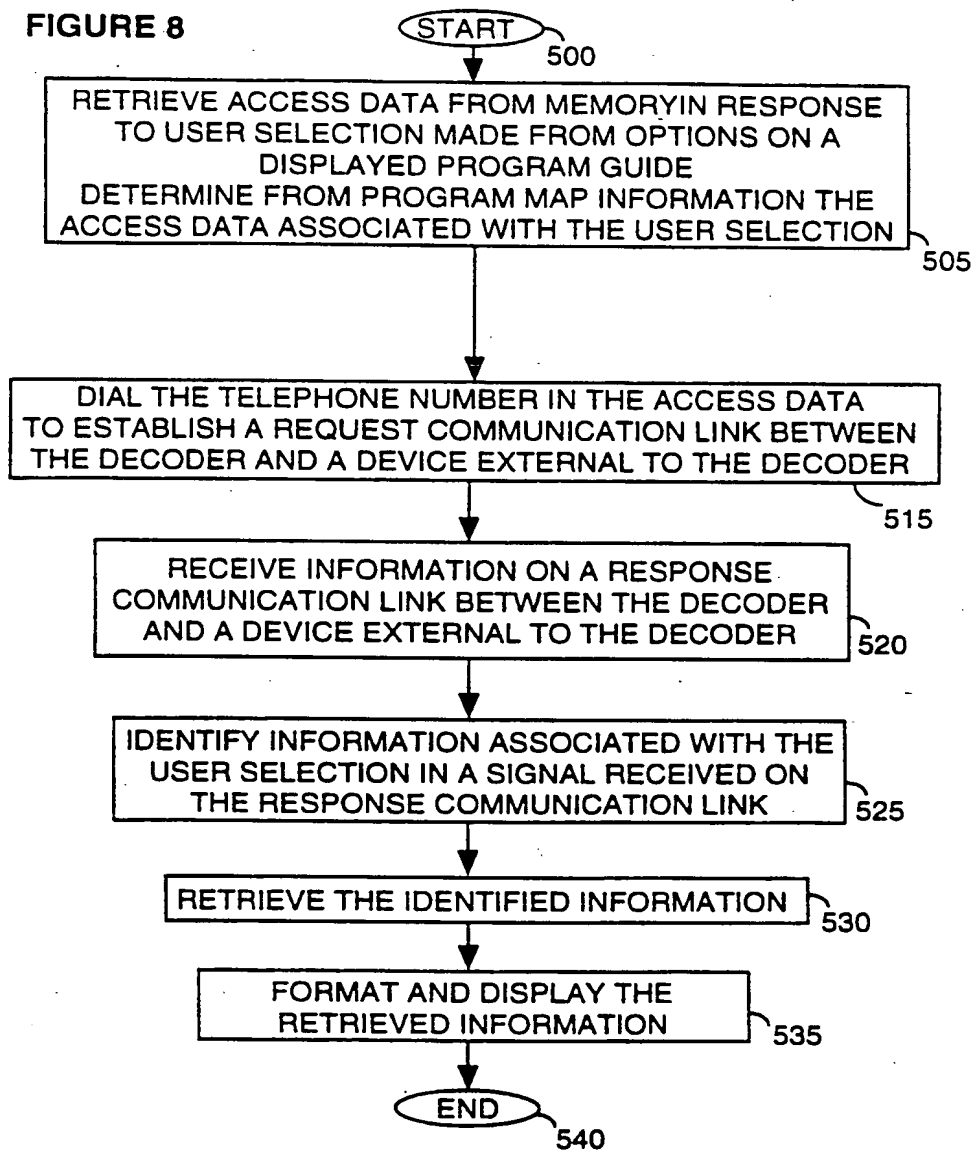 FIGURE 8
START
500
RETRIEVE ACCESS DATA FROM MEMORYIN RESPONSE
TO USER SELECTION MADE FROM OPTIONS ON A
DISPLAYED PROGRAM GUIDE
DETERMINE FROM PROGRAM MAP INFORMATION THE
ACCESS DATA ASSOCIATED WITH THE USER SELECTION
505
DIAL THE TELEPHONE NUMBER IN THE ACCESS DATA
TO ESTABLISH A REQUEST COMMUNICATION LINK BETWEEN
THE DECODER AND A DEVICE EXTERNAL TO THE DECODER
515
RECEIVE INFORMATION ON A RESPONSE
COMMUNICATION LINK BETWEEN THE DECODER
AND A DEVICE EXTERNAL TO THE DECODER
520
IDENTIFY INFORMATION ASSOCIATED WITH THE
USER SELECTION IN A SIGNAL RECEIVED ON
THE RESPONSE COMMUNICATION LINK
525
RETRIEVE THE IDENTIFIED INFORMATION
530
FORMAT AND DISPLAY THE
RETRIEVED INFORMATION
535
END
540